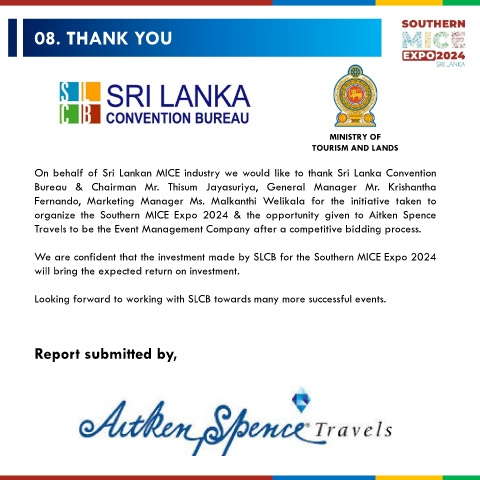 08. THANK YOU
SOUTHERN
MICE
EXPO2024
SRI LANKA
SL
CB
SRI LANKA
CONVENTION BUREAU
MINISTRY OF
TOURISM AND LANDS
On behalf of Sri Lankan MICE industry we would like to thank Sri Lanka Convention
Bureau & Chairman Mr. Thisum Jayasuriya, General Manager Mr. Krishantha
Fernando, Marketing Manager Ms. Malkanthi Welikala for the initiative taken to
organize the Southern MICE Expo 2024 & the opportunity given to Aitken Spence
Travels to be the Event Management Company after a competitive bidding process.
We are confident that the investment made by SLCB for the Southern MICE Expo 2024
will bring the expected return on investment.
Looking forward to working with SLCB towards many more successful events.
Report submitted by,
Aitken Spence Travels